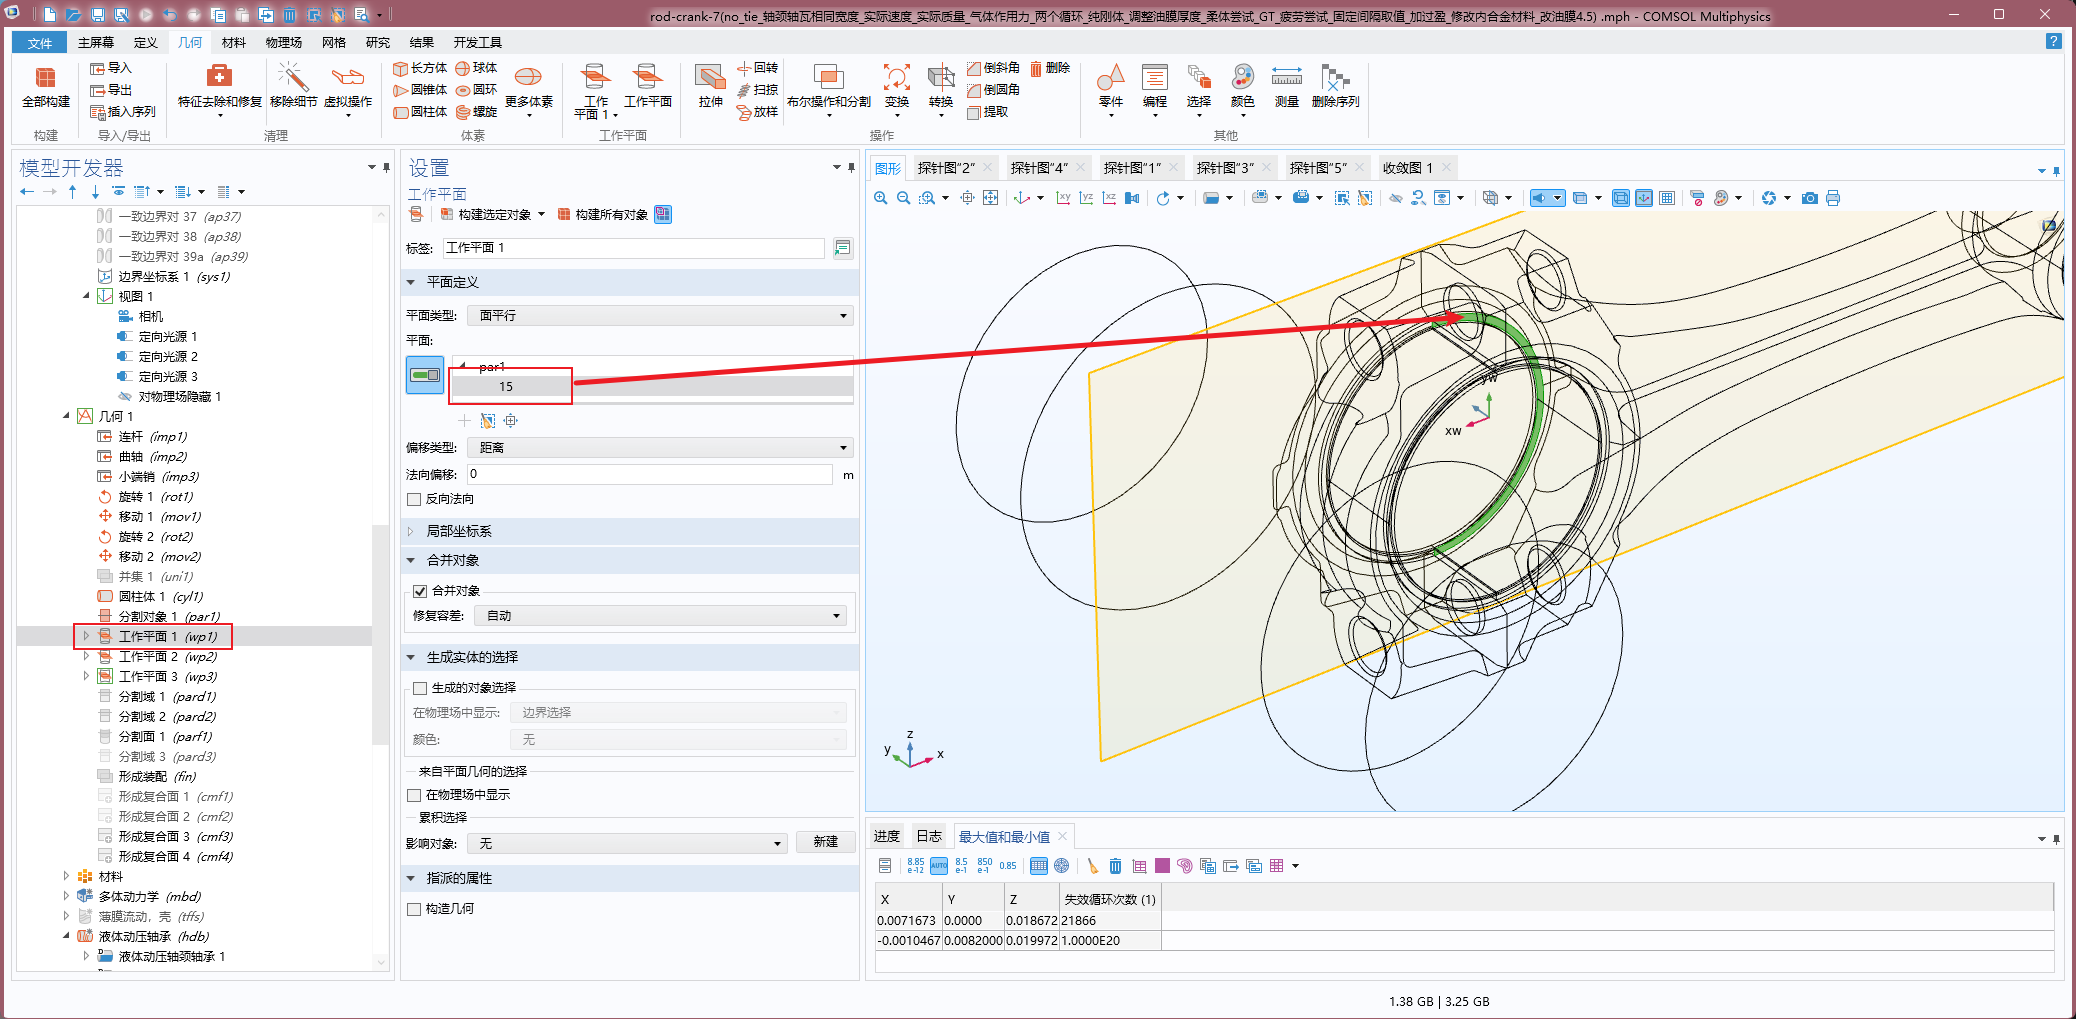 rod-crank-7(no_tie_轴颈轴瓦相同宽度_实际速度_实际质量_气体作用力_两个循环_纯刚体_调整油膜厚度_柔体尝试_GT_疲劳尝试_固定间隔取值_加过盈_修改内合金材料_改油膜4.5) .mph - COMSOL Multiphysics
文件 主屏幕 定义 几何 材料 物理场 网格 研究 结果 开发工具
全部构建
构建
导入
导出
插入序列
导入/导出
特征去除和修复
移除细节
虚拟操作
清理
长方体 球体
圆锥体 圆环
圆柱体 螺旋
更多体素
体素
工作
平面 1
工作平面
工作平面
拉伸
回转
扫掠
放样
布尔操作和分割
变换
转换
倒斜角
倒圆角
提取
删除
操作
零件
编程
选择
颜色
测量
删除序列
其他
模型开发器
一致边界对 37 (ap37)
一致边界对 38 (ap38)
一致边界对 39a (ap39)
边界坐标系 1 (sys1)
视图 1
相机
定向光源 1
定向光源 2
定向光源 3
对物理场隐藏 1
几何 1
连杆 (imp1)
曲轴 (imp2)
小端销 (imp3)
旋转 1 (rot1)
移动 1 (mov1)
旋转 2 (rot2)
移动 2 (mov2)
并集 1 (uni1)
圆柱体 1 (cyl1)
分割对象 1 (par1)
工作平面 1 (wp1)
工作平面 2 (wp2)
工作平面 3 (wp3)
分割域 1 (pard1)
分割域 2 (pard2)
分割面 1 (parf1)
分割域 3 (pard3)
形成装配 (fin)
形成复合面 1 (cmf1)
形成复合面 2 (cmf2)
形成复合面 3 (cmf3)
形成复合面 4 (cmf4)
材料
多体动力学 (mbd)
薄膜流动，壳 (tffs)
液体动压轴承 (hdb)
液体动压轴颈轴承 1
设置
工作平面
构建选定对象 构建所有对象
标签: 工作平面 1
平面定义
平面类型: 面平行
平面:
par1
15
偏移类型: 距离
法向偏移: 0 m
反向法向
局部坐标系
合并对象
合并对象
修复容差: 自动
生成实体的选择
生成的对象选择
在物理场中显示: 边界选择
颜色: 无
来自平面几何的选择
在物理场中显示
累积选择
影响对象: 无 新建
指派的属性
构造几何
图形 探针图“2” 探针图“4” 探针图“1” 探针图“3” 探针图“5” 收敛图 1
xy yz xz
yw
xw
z
y
x
进度 日志 最大值和最小值
8.85
e-12
AUTO
8.5
e-1
850
e-1
0.85
X Y Z 失效循环次数 (1)
0.0071673 0.0000 0.018672 21866
-0.0010467 0.0082000 0.019972 1.0000E20
1.38 GB | 3.25 GB